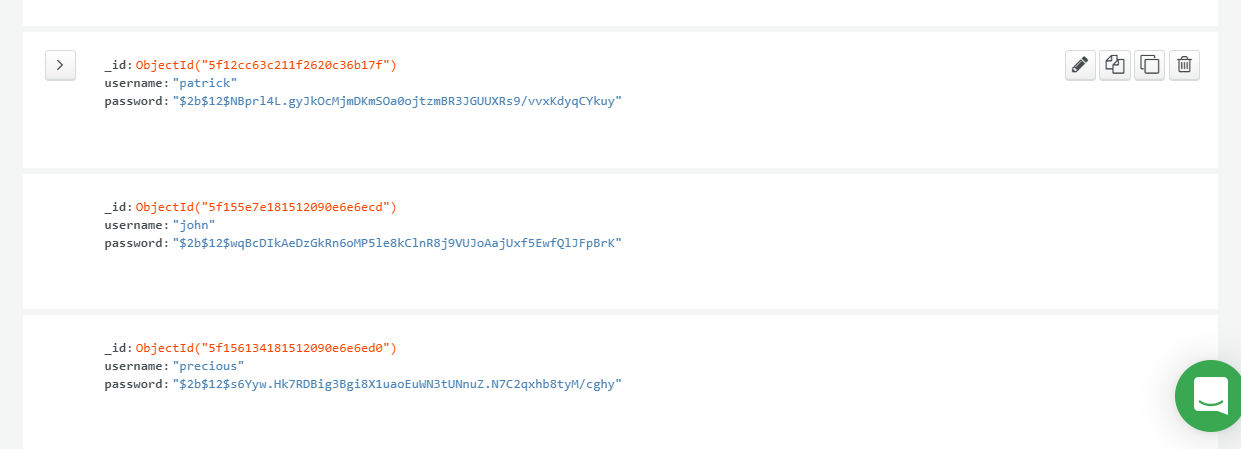 _id: ObjectId("5f12cc63c211f2620c36b17f")
username: "patrick"
password: "$2b$12$NBprl4L.gyJkOcMjmDKmSOa0ojtzmBR3JGUUXRs9/vvxKdyqCYkuy"
_id: ObjectId("5f155e7e181512090e6e6ecd")
username: "john"
password: "$2b$12$wqBcDIkAeDzGkRn6oMP5le8kClnR8j9VUJoAajUxf5EwfQlJFpBrK"
_id: ObjectId("5f156134181512090e6e6ed0")
username: "precious"
password: "$2b$12$s6Yyw.Hk7RDBig3Bgi8X1uaoEuWN3tUNnuZ.N7C2qxhb8tyM/cghy"